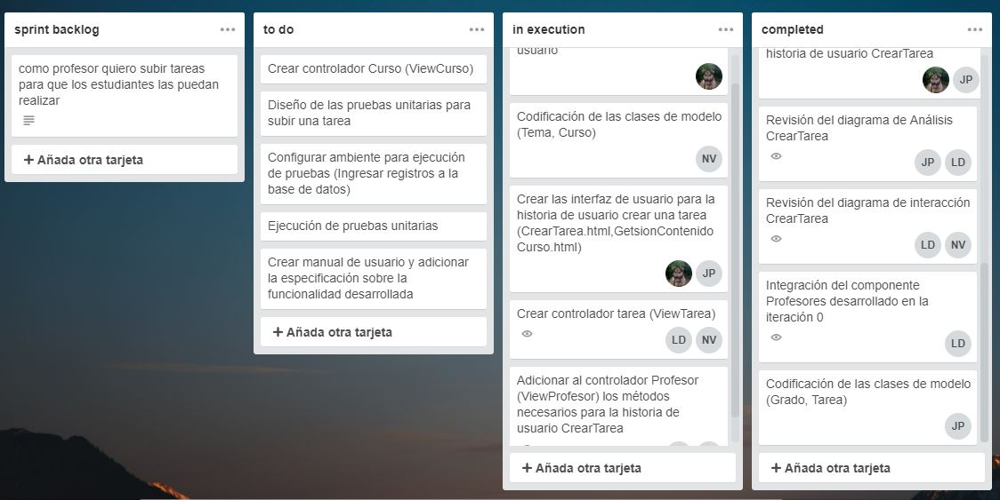 sprint backlog
como profesor quiero subir tareas
para que los estudiantes las puedan
realizar
+ Añada otra tarjeta
to do
Crear controlador Curso (ViewCurso)
Diseño de las pruebas unitarias para
subir una tarea
Configurar ambiente para ejecución
de pruebas (Ingresar registros a la
base de datos)
Ejecución de pruebas unitarias
Crear manual de usuario y adicionar
la especificación sobre la
funcionalidad desarrollada
+ Añada otra tarjeta
in execution
usuario
Codificación de las clases de modelo
(Tema, Curso)
NV
Crear las interfaz de usuario para la
historia de usuario crear una tarea
(CrearTarea.html,GetsionContenido
Curso.html)
JP
Crear controlador tarea (ViewTarea)
LD NV
Adicionar al controlador Profesor
(ViewProfesor) los métodos
necesarios para la historia de
usuario CrearTarea
+ Añada otra tarjeta
completed
historia de usuario CrearTarea
JP
Revisión del diagrama de Análisis
CrearTarea
JP LD
Revisión del diagrama de interacción
CrearTarea
LD NV
Integración del componente
Profesores desarrollado en la
iteración 0
LD
Codificación de las clases de modelo
(Grado, Tarea)
JP
+ Añada otra tarjeta